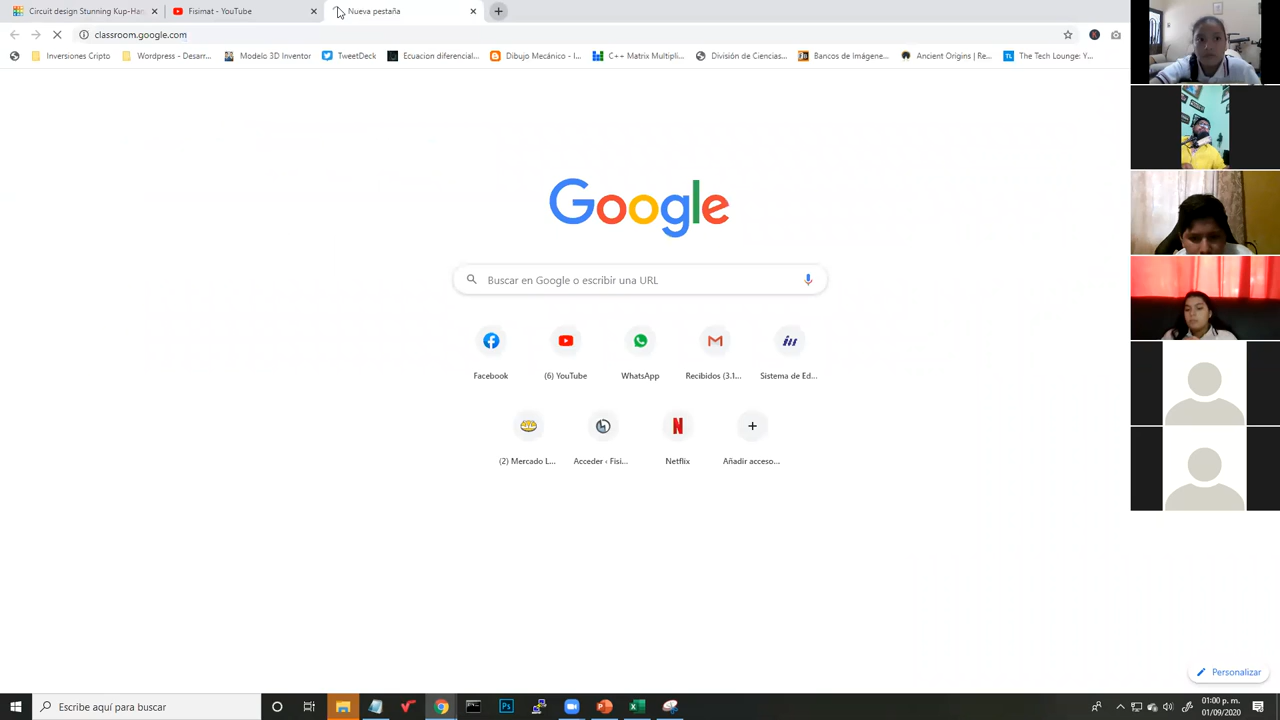 Circuit design Stunning Kup-Hap
Fisimat - YouTube
Nueva pestaña
classroom.google.com
Inversiones Cripto
Wordpress - Desarr...
Modelo 3D Inventor
TweetDeck
Ecuacion diferencial...
Dibujo Mecánico - I...
C++ Matrix Multipli...
División de Ciencias...
Bancos de Imágene...
Ancient Origins | Re...
The Tech Lounge: Y...
Google
Buscar en Google o escribir una URL
Facebook
(6) YouTube
WhatsApp
Recibidos (3.1...
Sistema de Ed...
(2) Mercado L...
Acceder ‹ Fisi...
Netflix
Añadir acceso...
Personalizar
Escribe aquí para buscar
01:00 p. m.
01/09/2020